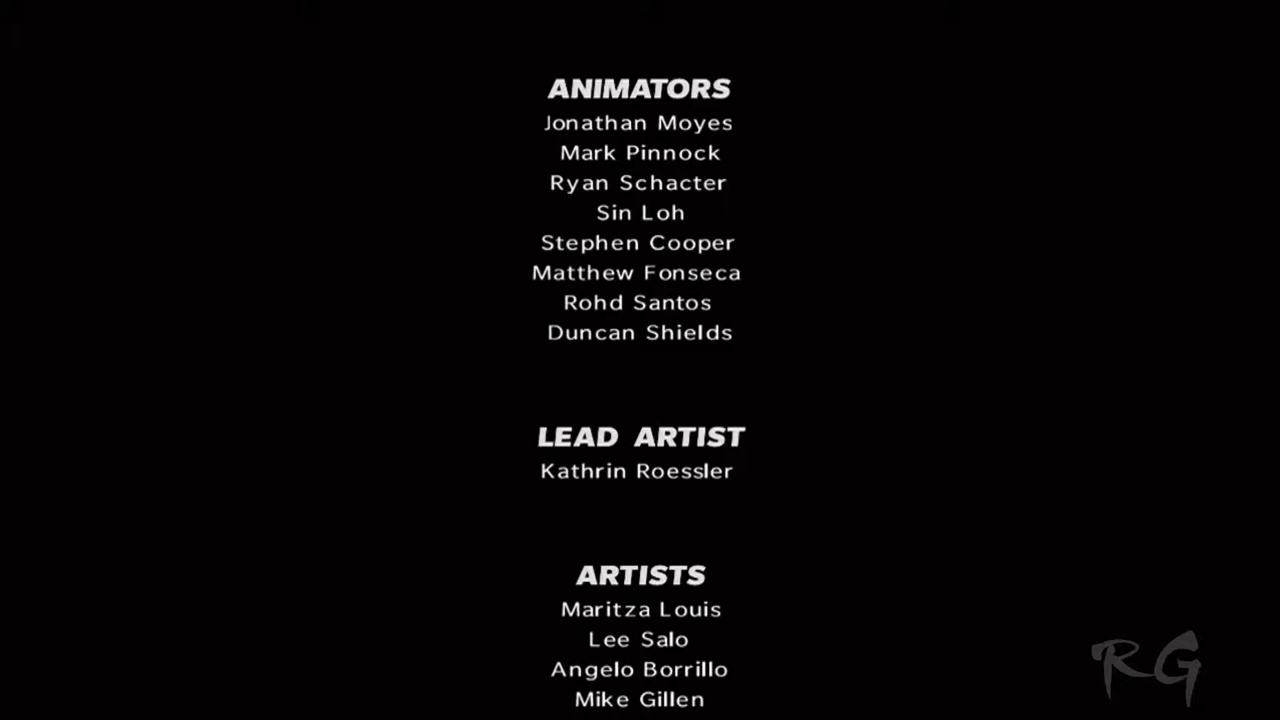 ANIMATORS
Jonathan Moyes
Mark Pinnock
Ryan Schacter
Sin Loh
Stephen Cooper
Matthew Fonseca
Rohd Santos
Duncan Shields
LEAD ARTIST
Kathrin Roessler
ARTISTS
Maritza Louis
Lee Salo
Angelo Borrillo
Mike Gillen
RG